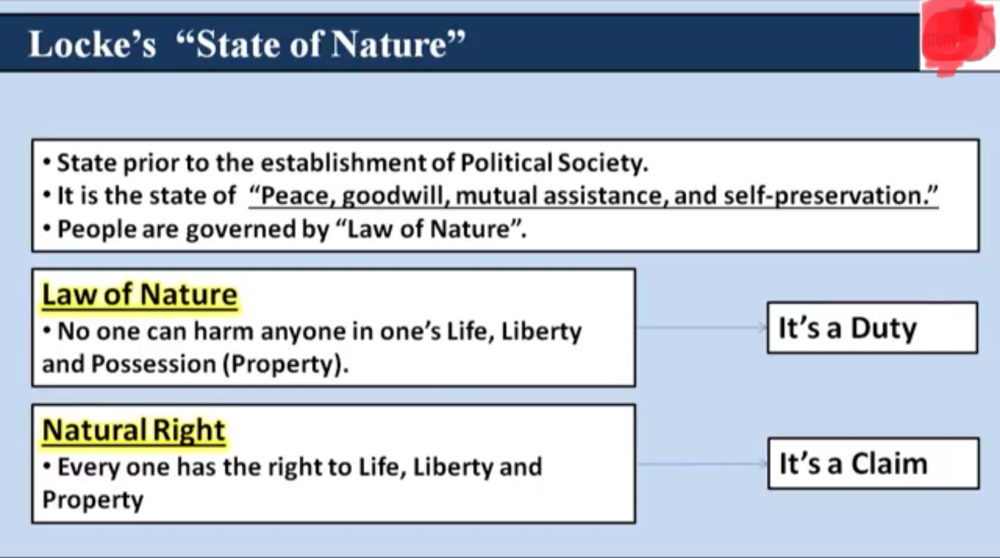 Locke’s “State of Nature”
STUDY
• State prior to the establishment of Political Society.
• It is the state of “Peace, goodwill, mutual assistance, and self-preservation.”
• People are governed by “Law of Nature”.
Law of Nature
• No one can harm anyone in one’s Life, Liberty
and Possession (Property).
It’s a Duty
Natural Right
• Every one has the right to Life, Liberty and
Property
It’s a Claim